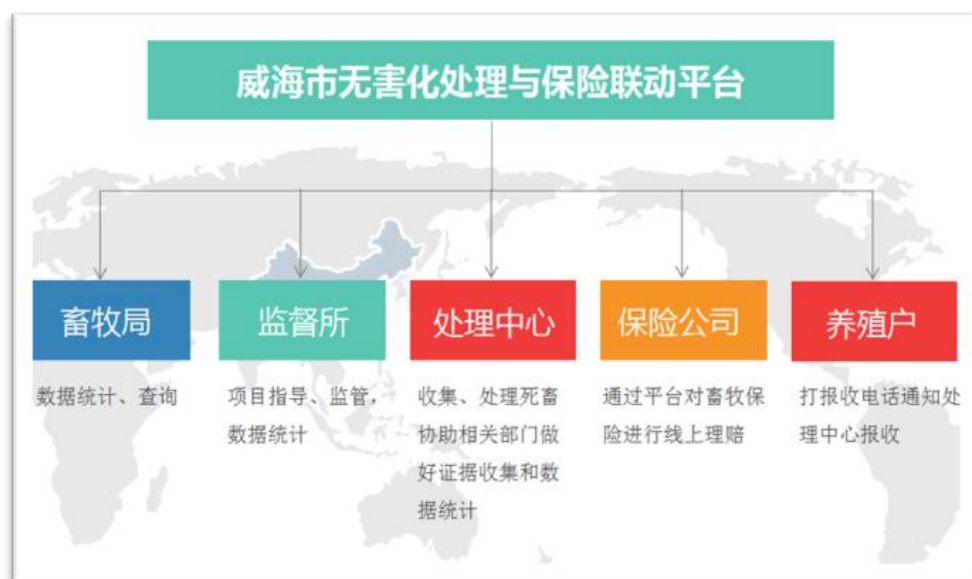 威海市无害化处理与保险联动平台
畜牧局
数据统计、查询
监督所
项目指导、监管，
数据统计
处理中心
收集、处理死畜
协助相关部门做
好证据收集和数
据统计
保险公司
通过平台对畜牧保
险进行线上理赔
养殖户
打报收电话通知处
理中心报收